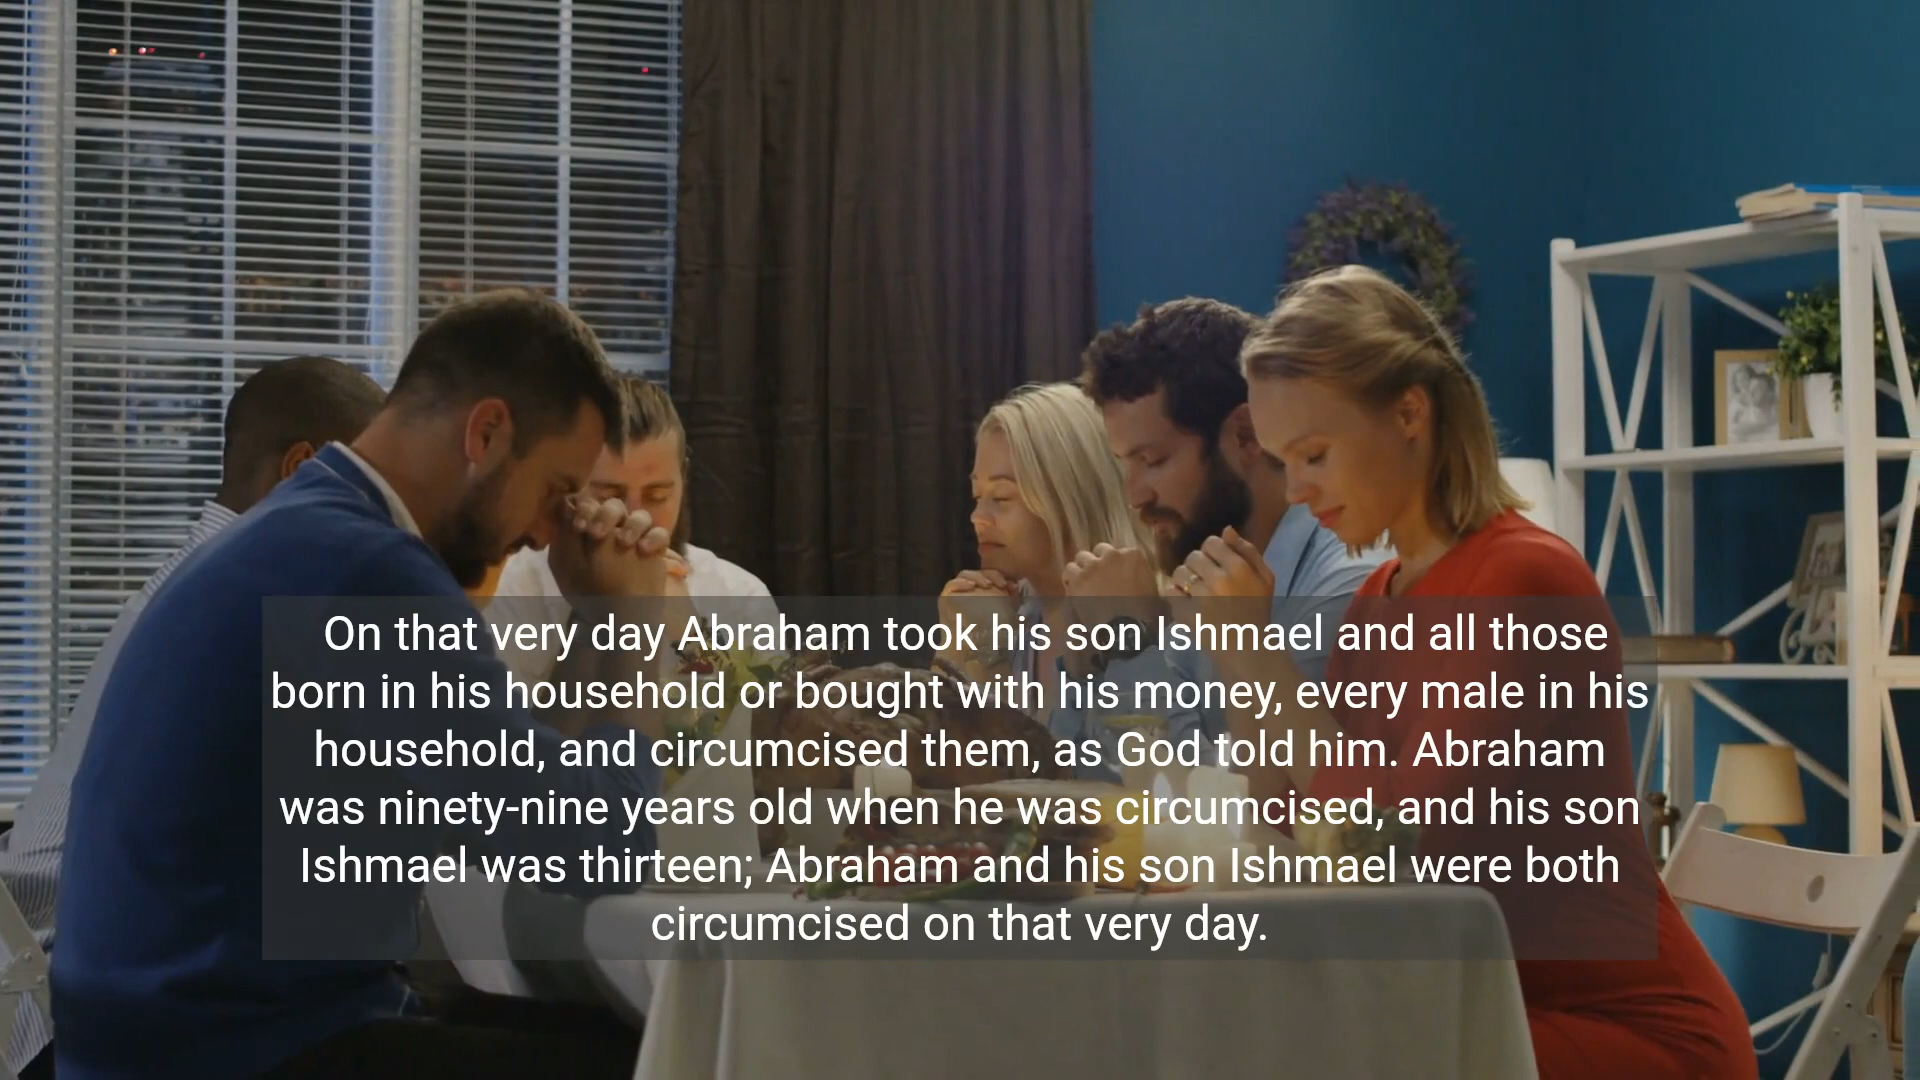 On that very day Abraham took his son Ishmael and all those
born in his household or bought with his money, every male in his
household, and circumcised them, as God told him. Abraham
was ninety-nine years old when he was circumcised, and his son
Ishmael was thirteen; Abraham and his son Ishmael were both
circumcised on that very day.